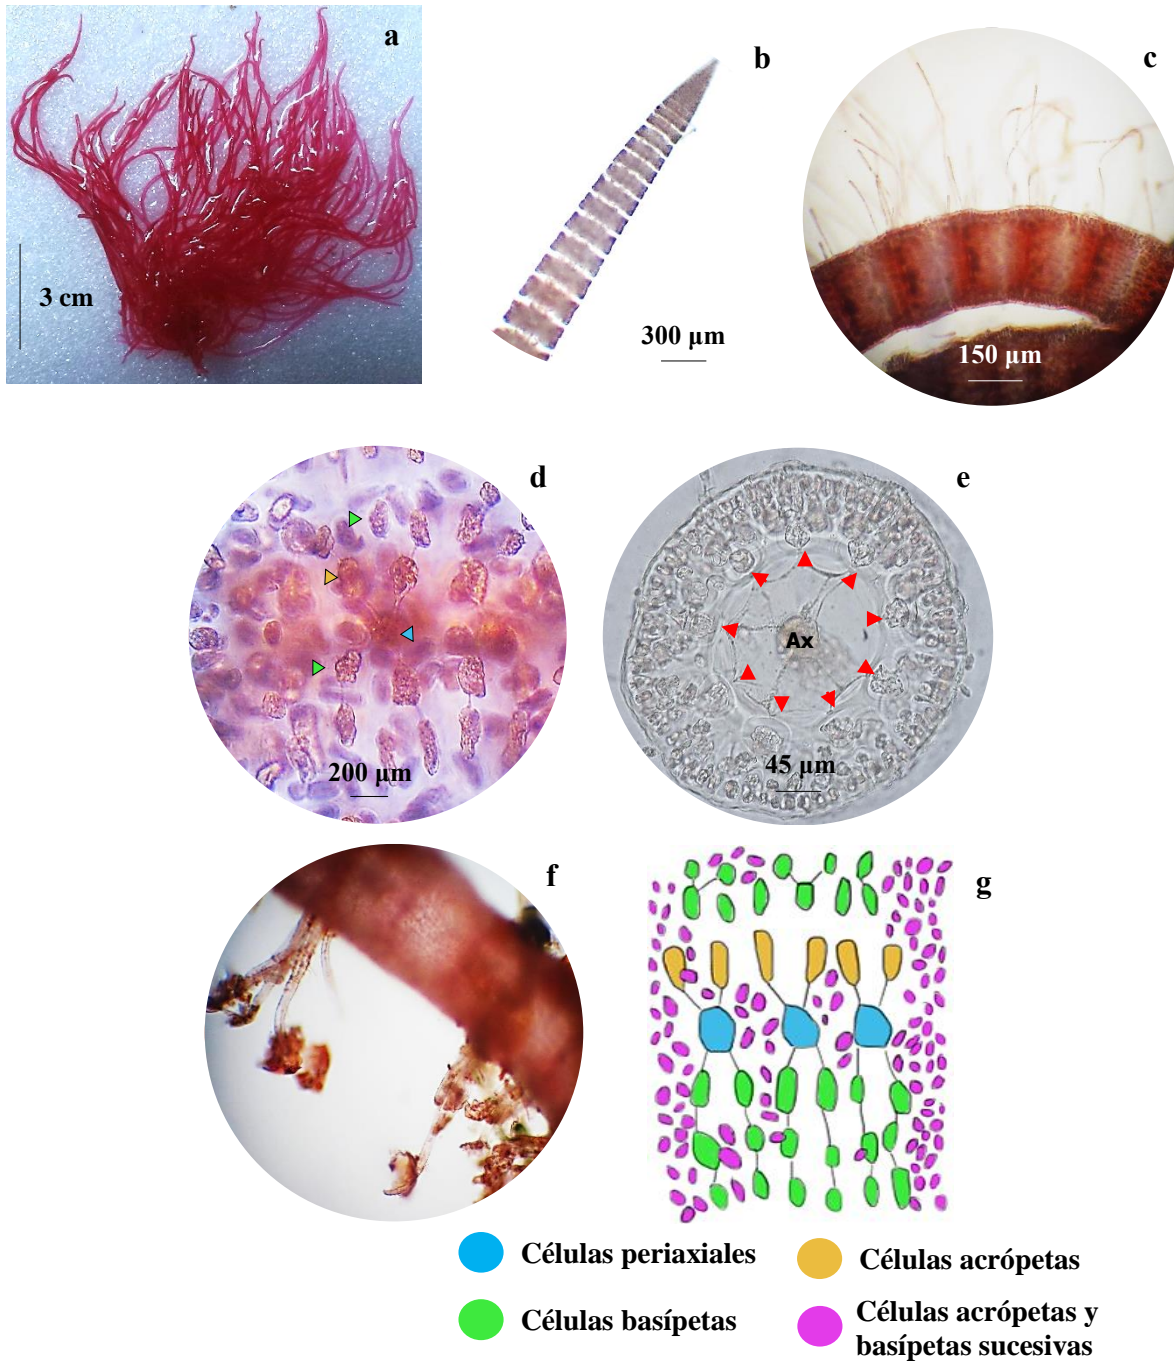 a
3 cm
b
300 µm
c
150 µm
d
200 µm
e
Ax
45 µm
f
g
Células periaxiales
Células acrópetas
Células basípetas
Células acrópetas y
basípetas sucesivas